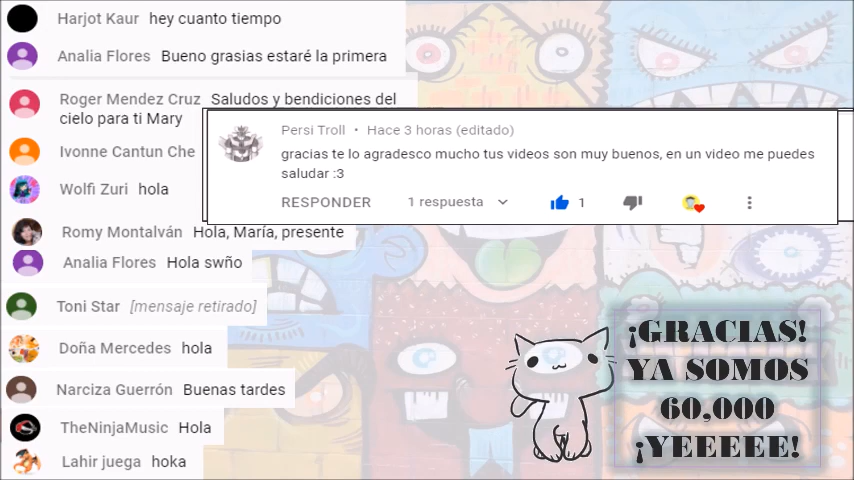 Harjot Kaur hey cuanto tiempo
Analia Flores Bueno grasias estaré la primera
Roger Mendez Cruz Saludos y bendiciones del
cielo para ti Mary
Ivonne Cantun Che
Wolfi Zuri hola
Romy Montalván Hola, María, presente
Analia Flores Hola swño
Toni Star [mensaje retirado]
Doña Mercedes hola
Narciza Guerrón Buenas tardes
TheNinjaMusic Hola
Lahir juega hoka
Persi Troll • Hace 3 horas (editado)
gracias te lo agradesco mucho tus videos son muy buenos, en un video me puedes
saludar :3
RESPONDER 1 respuesta 1
¡GRACIAS!
YA SOMOS
60,000
¡YEEEEE!